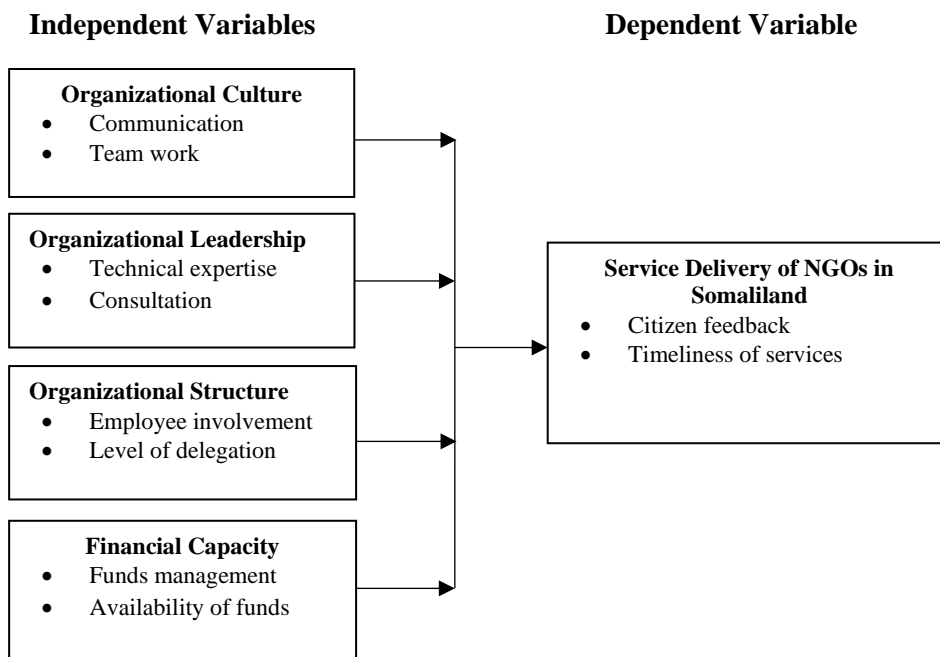 Independent Variables
Dependent Variable
Organizational Culture
• Communication
• Team work
Organizational Leadership
• Technical expertise
• Consultation
Organizational Structure
• Employee involvement
• Level of delegation
Financial Capacity
• Funds management
• Availability of funds
Service Delivery of NGOs in
Somaliland
• Citizen feedback
• Timeliness of services